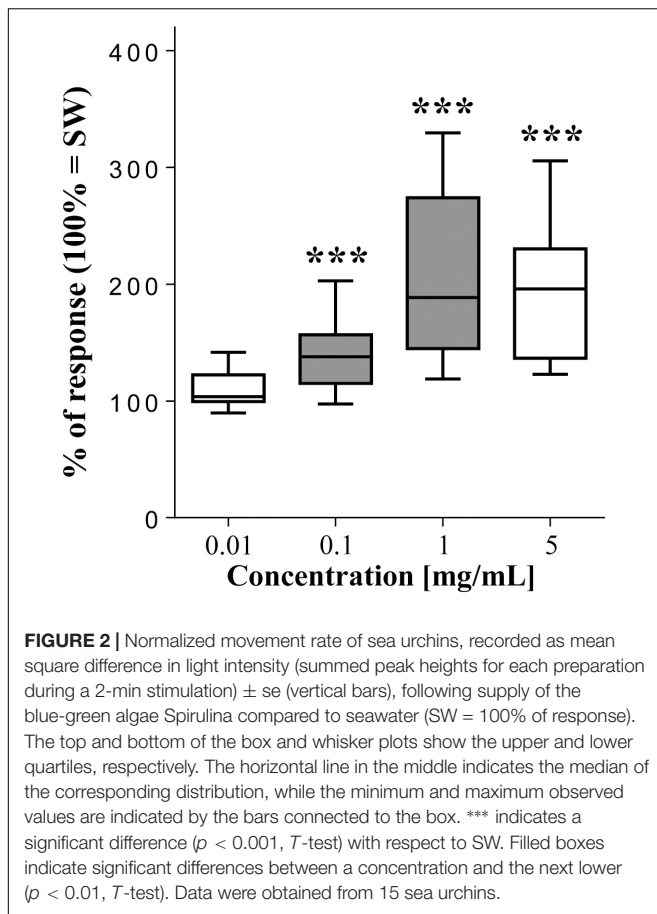 400
***
***
300
***
200
100
0
% of response (100% = SW)
0.01 0.1 1 5
Concentration [mg/mL]
FIGURE 2 | Normalized movement rate of sea urchins, recorded as mean
square difference in light intensity (summed peak heights for each preparation
during a 2-min stimulation) ± se (vertical bars), following supply of the
blue-green algae Spirulina compared to seawater (SW = 100% of response).
The top and bottom of the box and whisker plots show the upper and lower
quartiles, respectively. The horizontal line in the middle indicates the median of
the corresponding distribution, while the minimum and maximum observed
values are indicated by the bars connected to the box. *** indicates a
significant difference (p < 0.001, T-test) with respect to SW. Filled boxes
indicate significant differences between a concentration and the next lower
(p < 0.01, T-test). Data were obtained from 15 sea urchins.